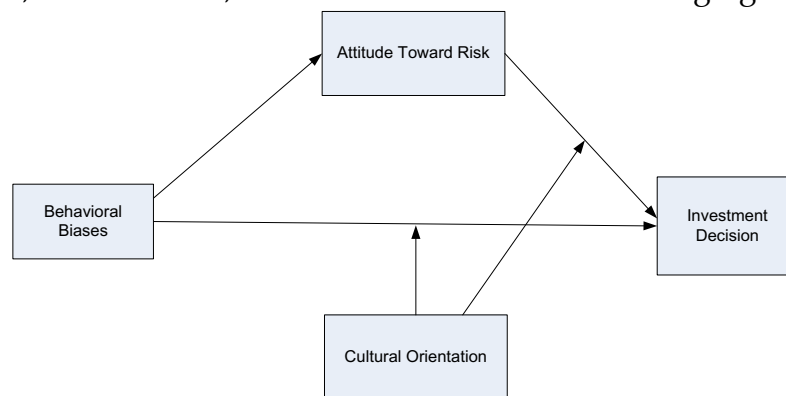 Attitude Toward Risk
Behavioral
Biases
Investment
Decision
Cultural Orientation